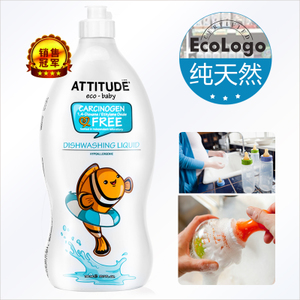 销售
冠军
ATTITUDE
eco-baby
CARCINOGEN
FREE
DISHWASHING LIQUID
HYPOALLERGENIC
EcoLogo
纯天然